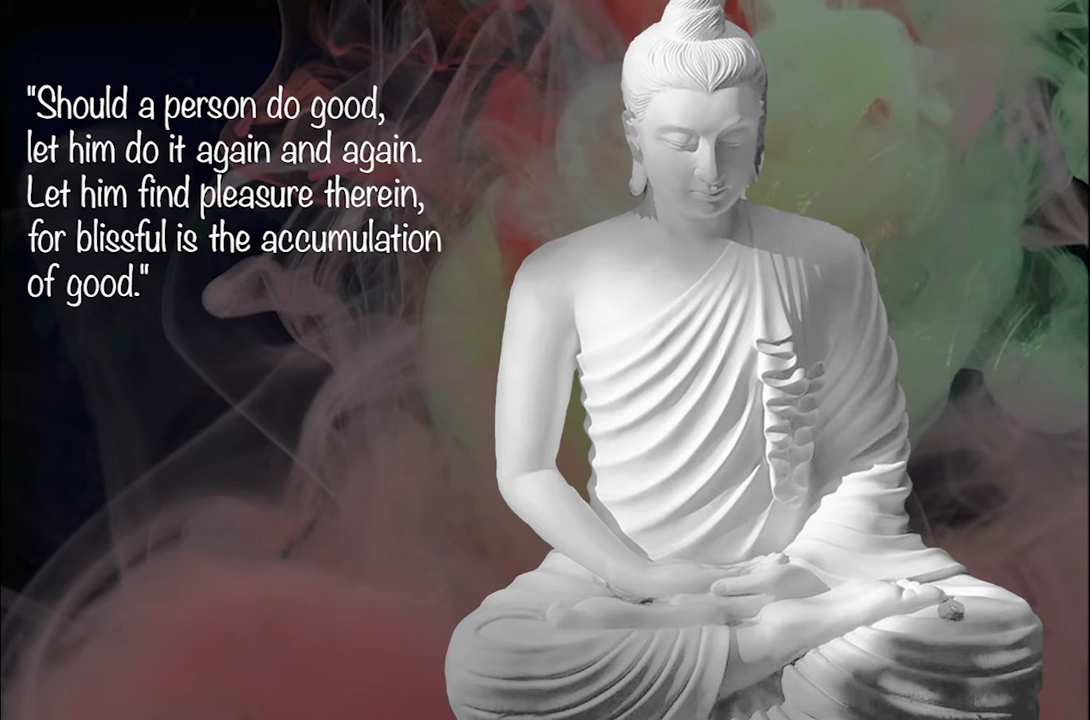 "Should a person do good,
let him do it again and again.
Let him find pleasure therein,
for blissful is the accumulation
of good."